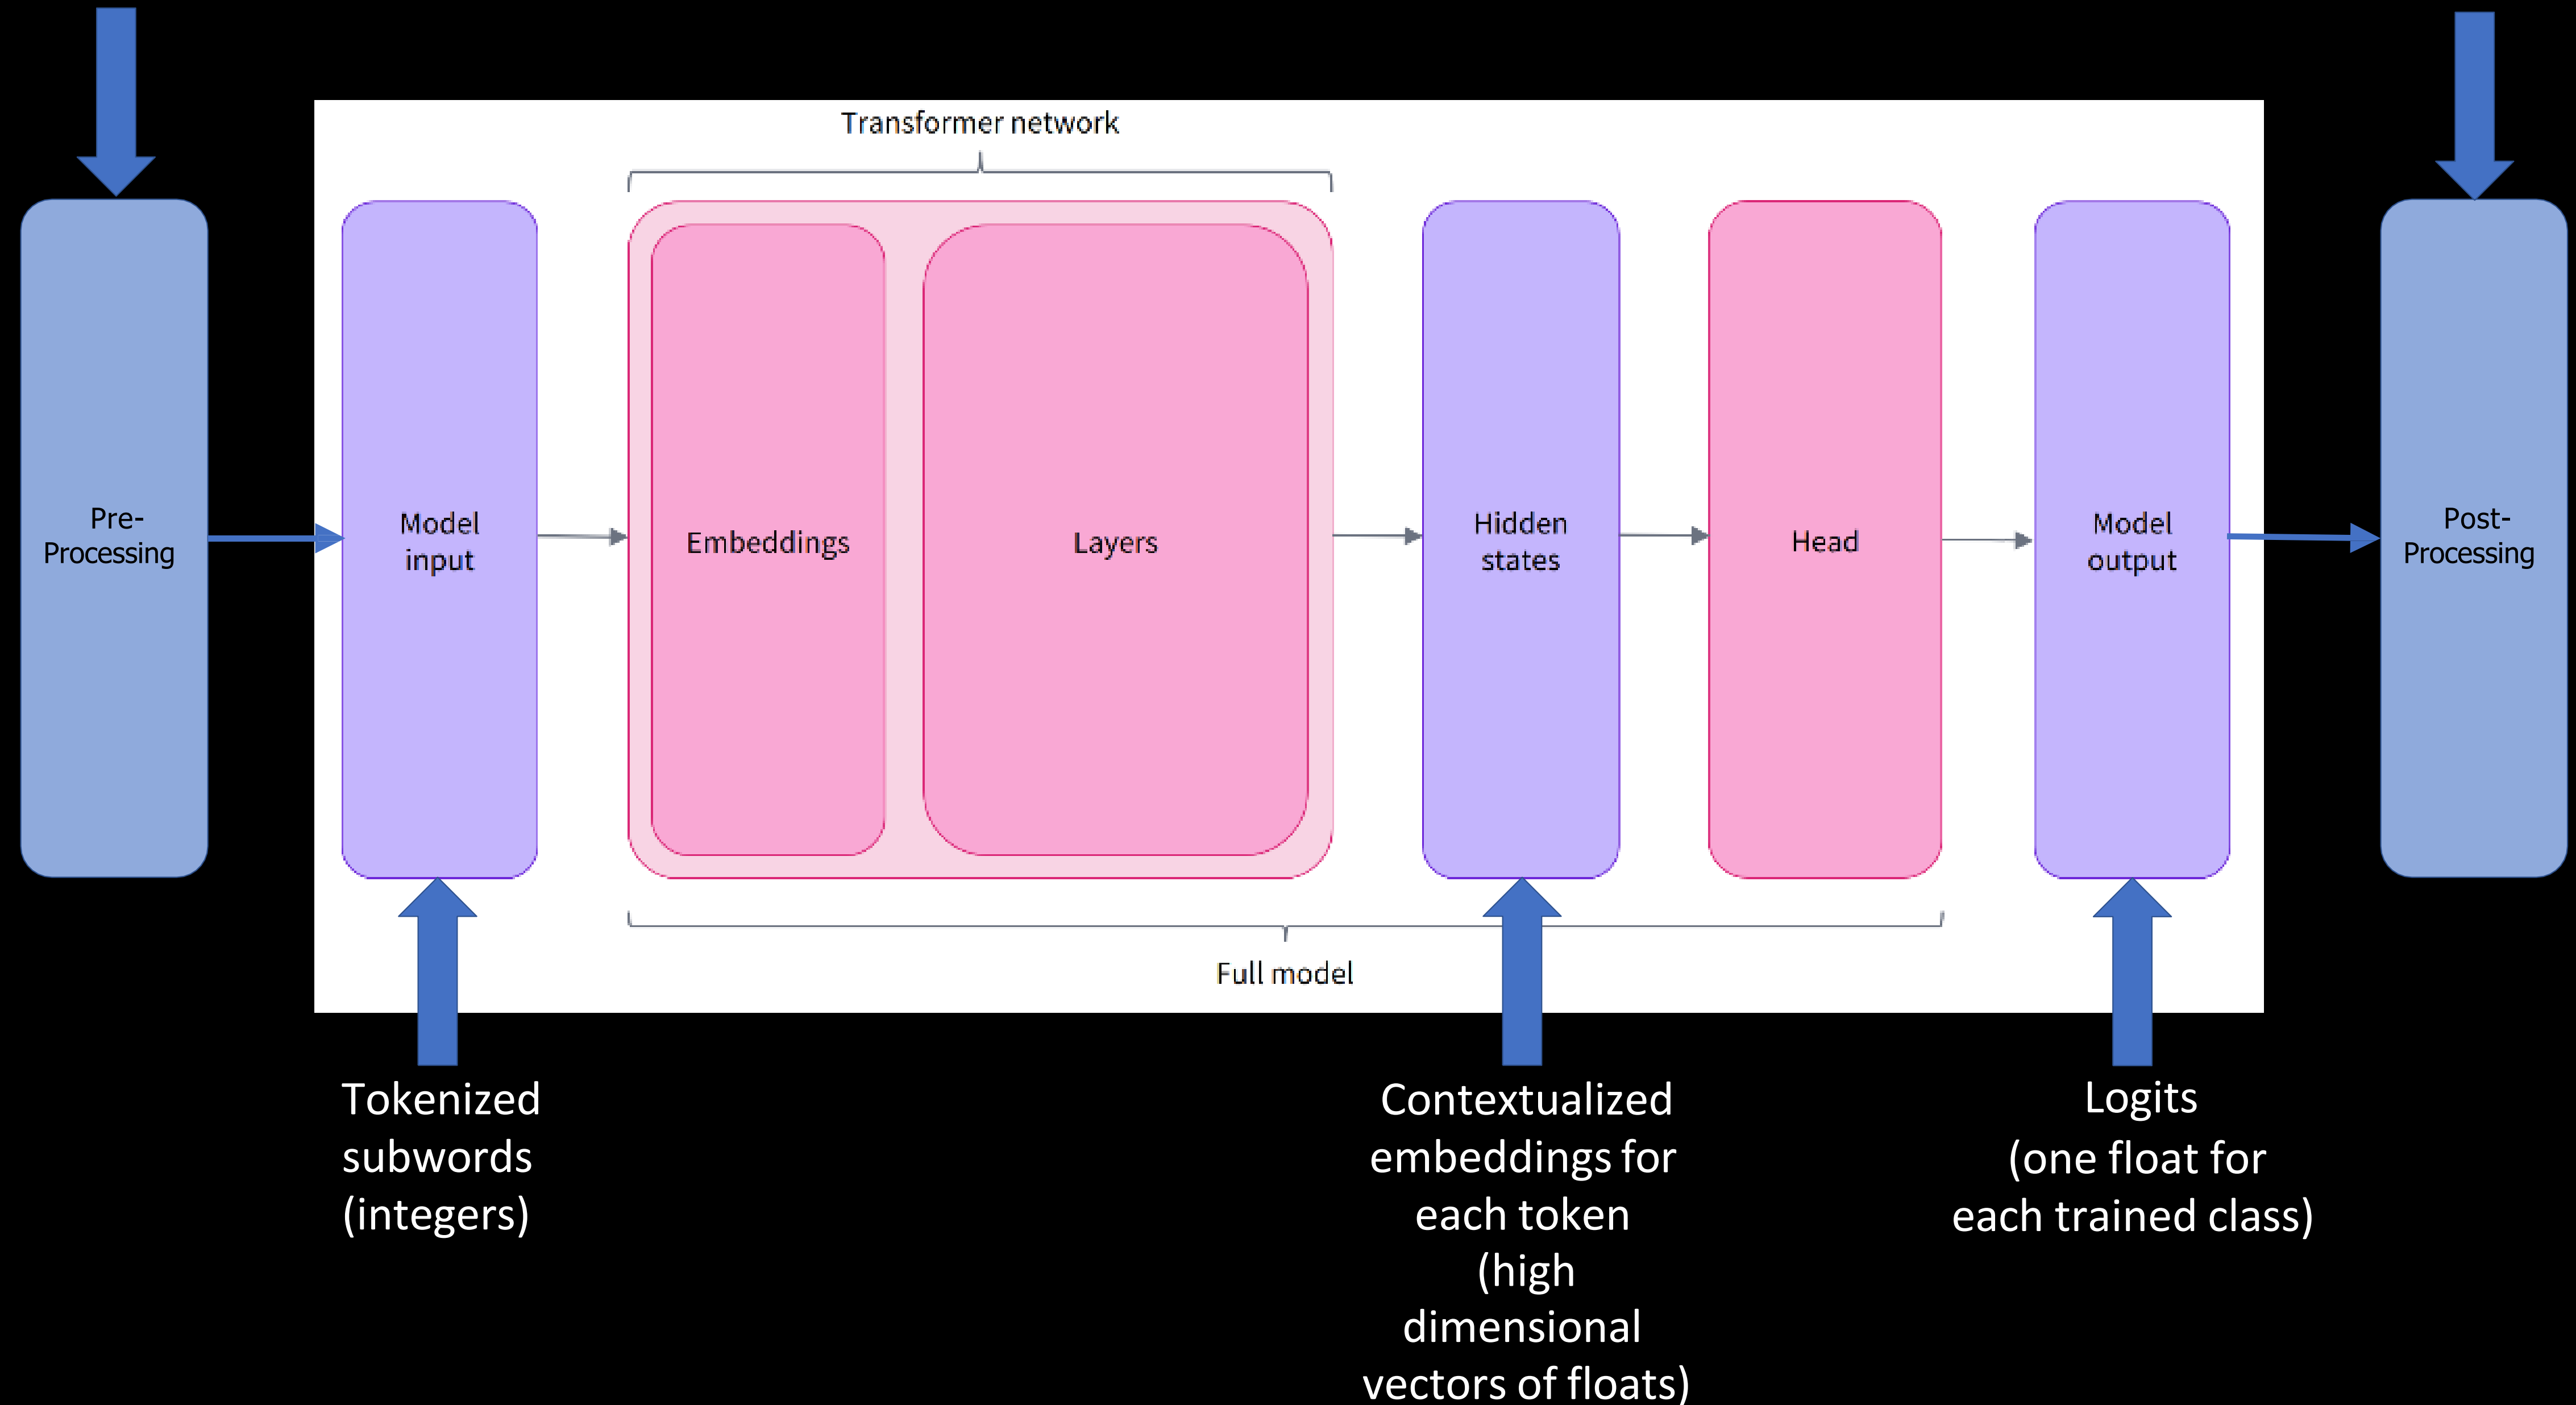 Transformer network
Pre-
Processing
Model
input
Embeddings
Layers
Hidden
states
Head
Model
output
Post-
Processing
Full model
Tokenized
subwords
(integers)
Contextualized
embeddings for
each token
(high
dimensional
vectors of floats)
Logits
(one float for
each trained class)